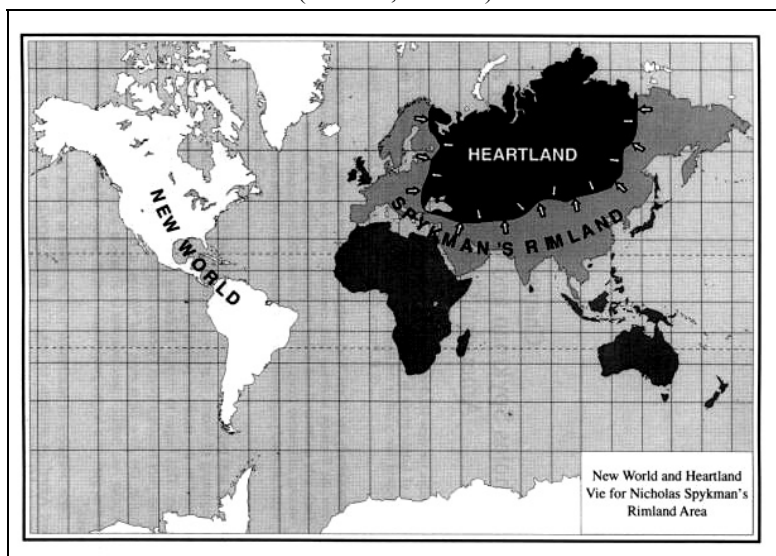 HEARTLAND
NEW WORLD
SPYKMAN'S RIMLAND
New World and Heartland
Vie for Nicholas Spykman's
Rimland Area